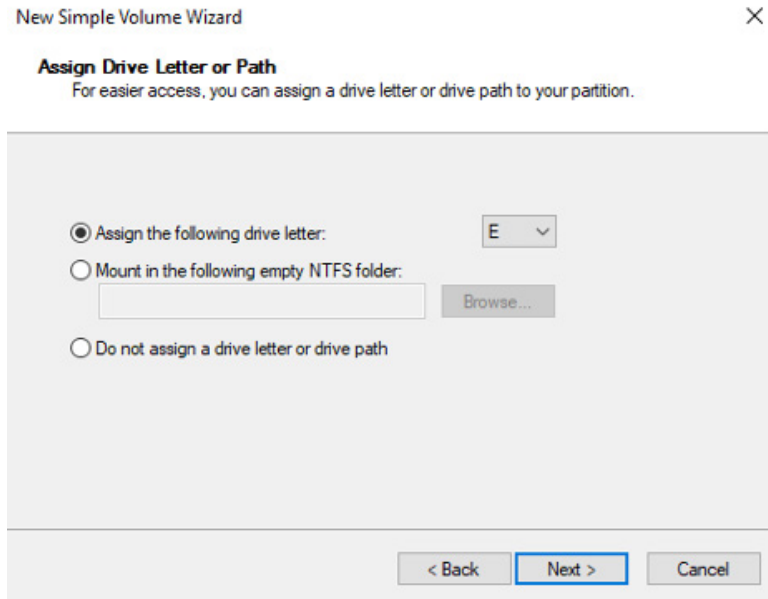 New Simple Volume Wizard
Assign Drive Letter or Path
For easier access, you can assign a drive letter or drive path to your partition.
Assign the following drive letter: E
Mount in the following empty NTFS folder:
Browse...
Do not assign a drive letter or drive path
< Back Next > Cancel